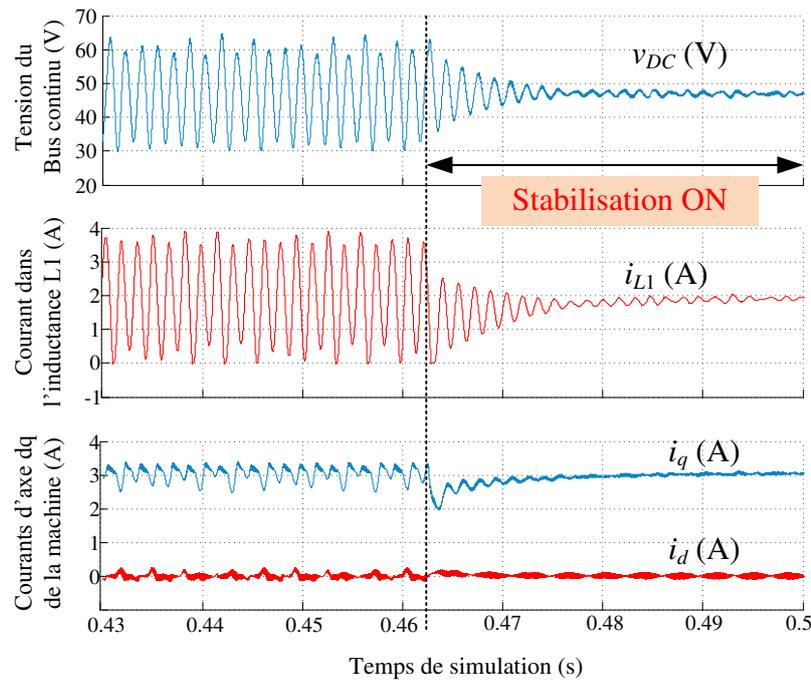 Tension du
Bus continu (V)
70
60
50
40
30
20
v_DC (V)
Stabilisation ON
Courant dans
l'inductance L1 (A)
4
3
2
1
0
-1
i_L1 (A)
Courants d'axe dq
de la machine (A)
4
3
2
1
0
i_q (A)
i_d (A)
0.43 0.44 0.45 0.46 0.47 0.48 0.49 0.5
Temps de simulation (s)